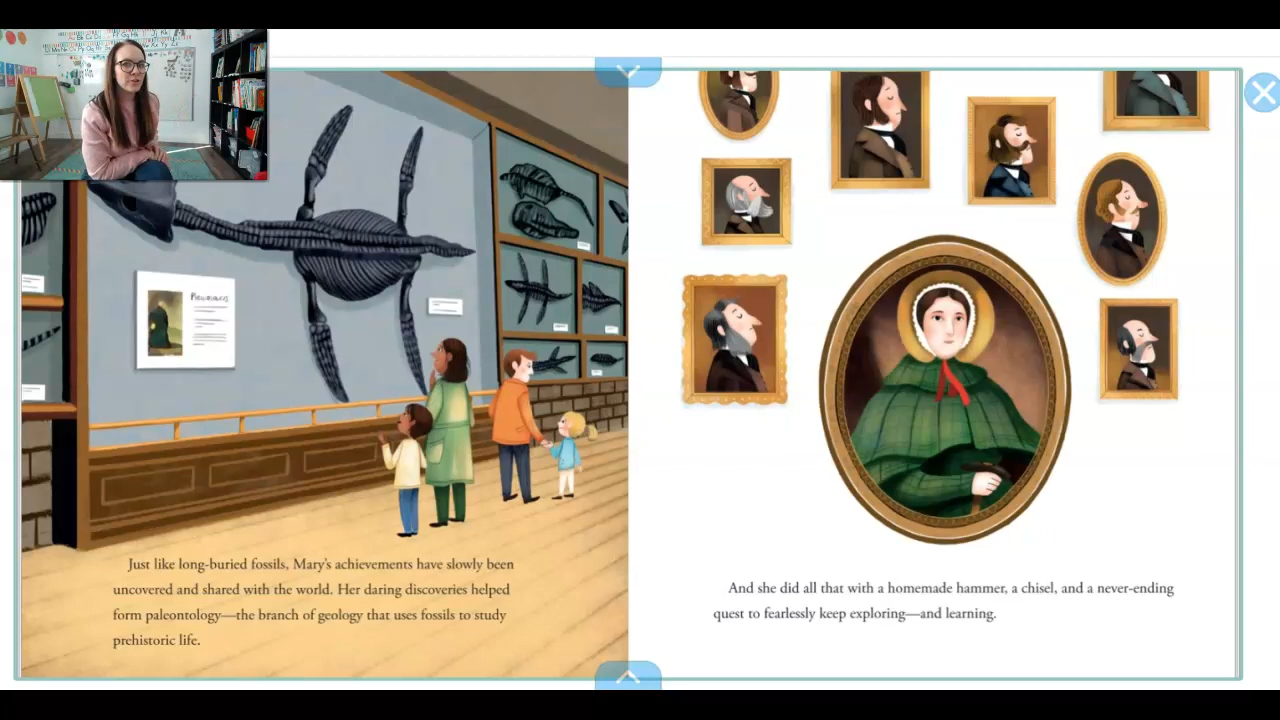 Plesiosaurus
Just like long-buried fossils, Mary's achievements have slowly been
uncovered and shared with the world. Her daring discoveries helped
form paleontology—the branch of geology that uses fossils to study
prehistoric life.
And she did all that with a homemade hammer, a chisel, and a never-ending
quest to fearlessly keep exploring—and learning.